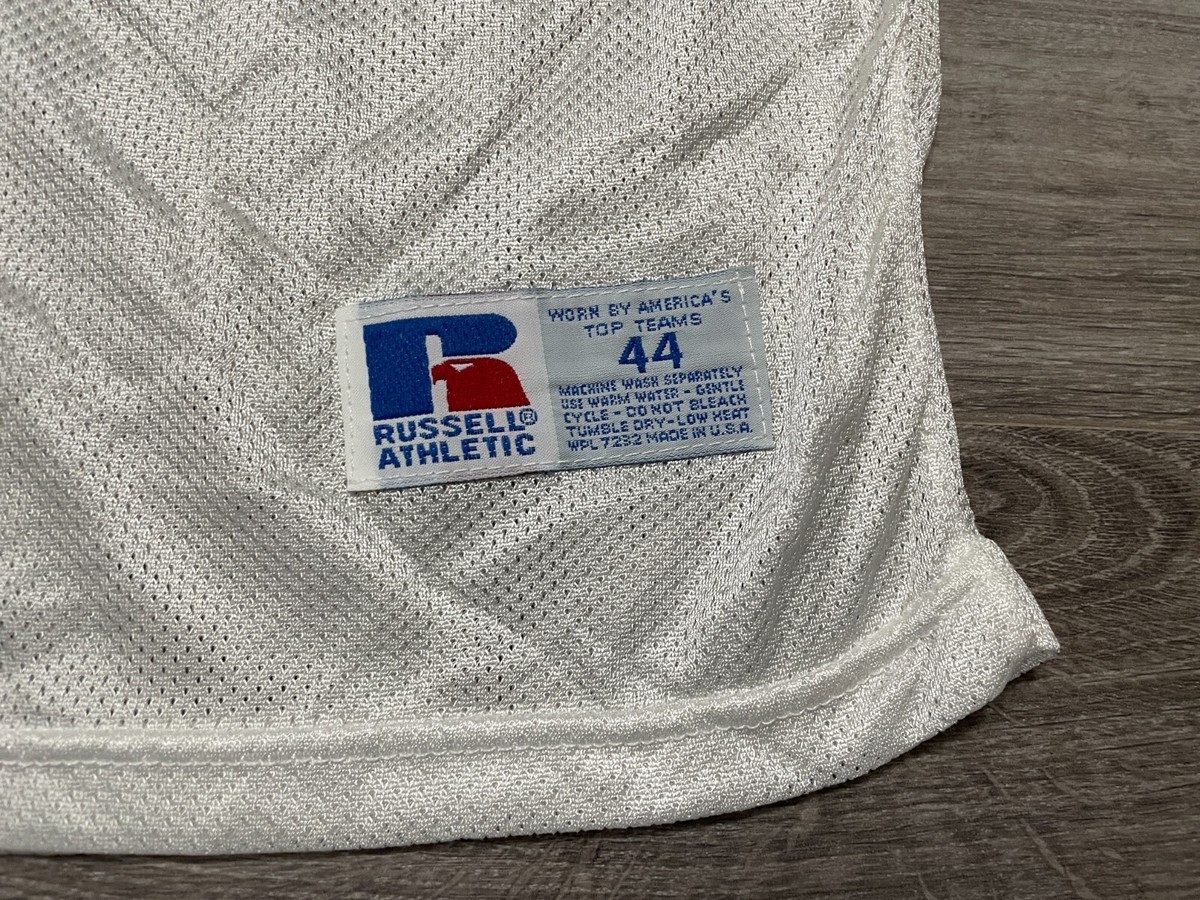 RUSSELL®
ATHLETIC
WORN BY AMERICA'S
TOP TEAMS
44
MACHINE WASH SEPARATELY
USE WARM WATER - GENTLE
CYCLE - DO NOT BLEACH
TUMBLE DRY - LOW HEAT
WPL 7232 MADE IN U.S.A.